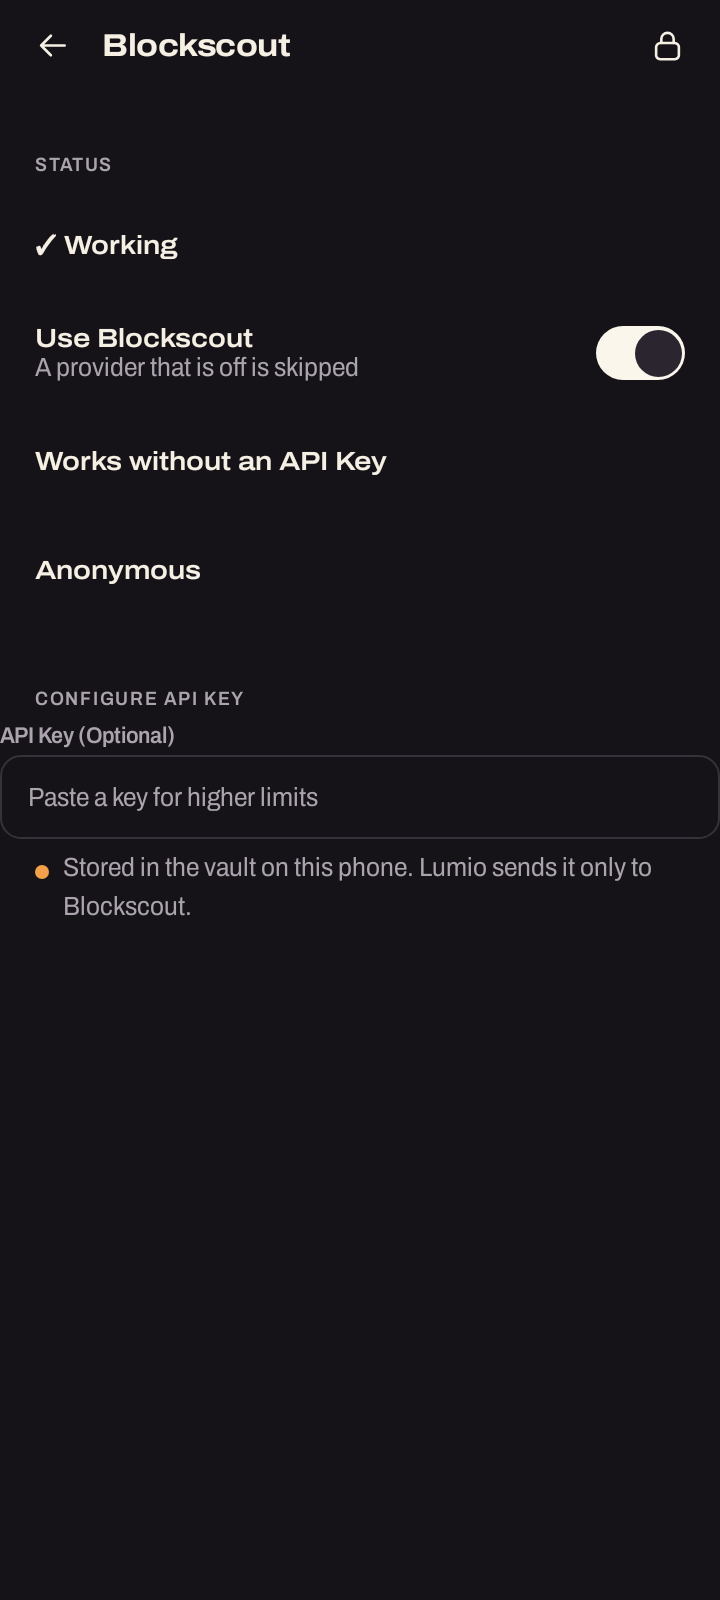 Blockscout
STATUS
✓ Working
Use Blockscout
A provider that is off is skipped
Works without an API Key
Anonymous
CONFIGURE API KEY
API Key (Optional)
Paste a key for higher limits
Stored in the vault on this phone. Lumio sends it only to
Blockscout.